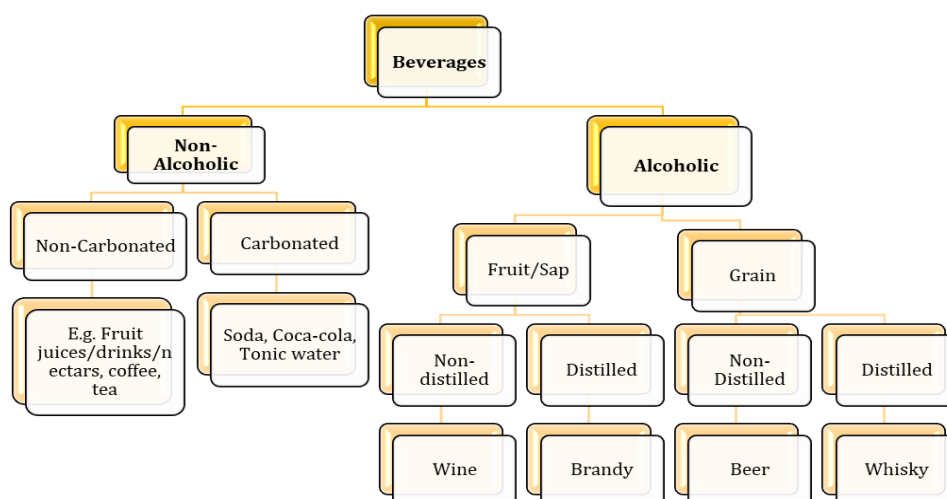 Beverages
Non-
Alcoholic
Alcoholic
Non-Carbonated
Carbonated
Fruit/Sap
Grain
E.g. Fruit
juices/drinks/n
ectars, coffee,
tea
Soda, Coca-cola,
Tonic water
Non-
distilled
Distilled
Non-
Distilled
Distilled
Wine
Brandy
Beer
Whisky